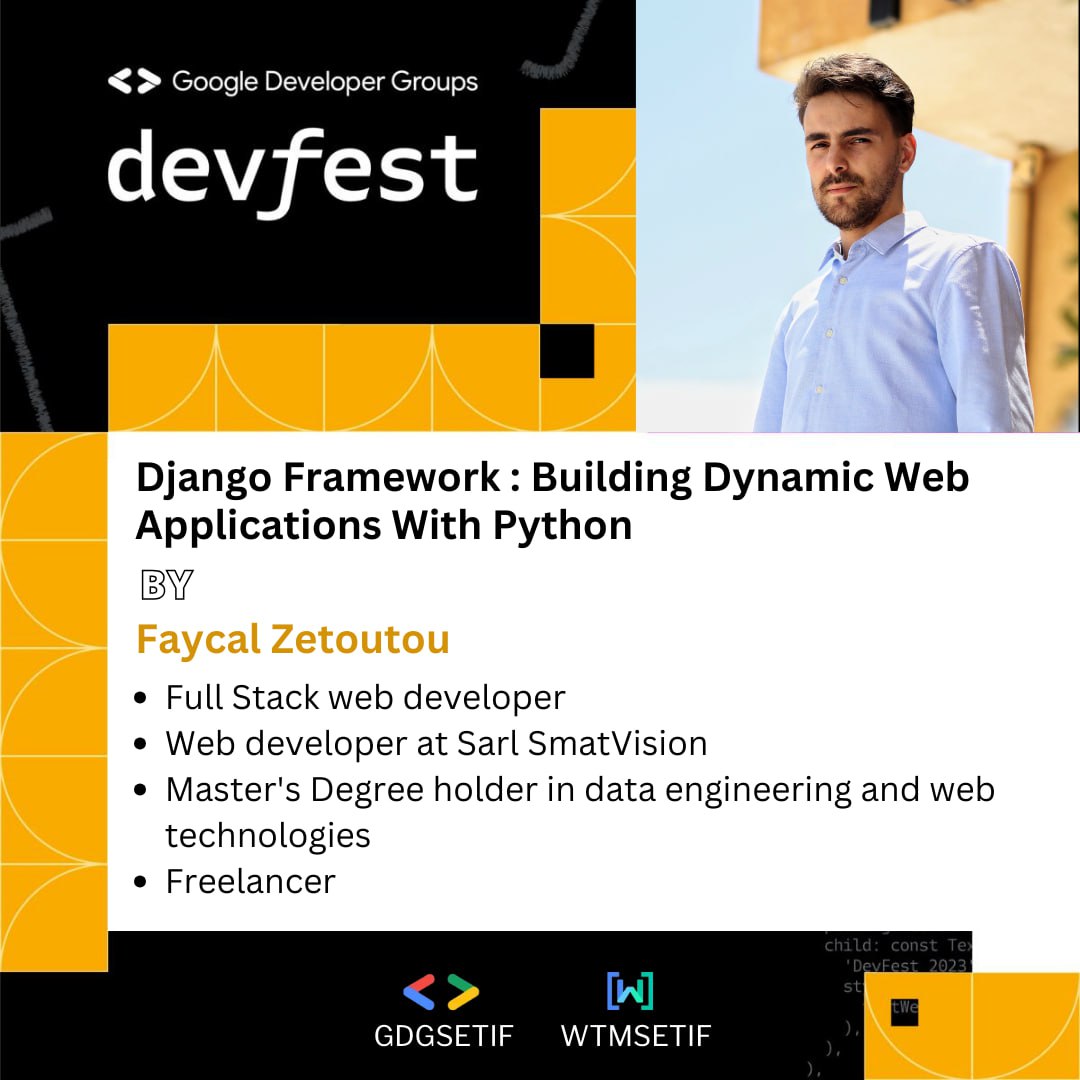 Google Developer Groups
devfest
Django Framework : Building Dynamic Web
Applications With Python
BY
Faycal Zetoutou
• Full Stack web developer
• Web developer at Sarl SmatVision
• Master's Degree holder in data engineering and web
technologies
• Freelancer
child: const Tex
'DevFest 2023'
sty
tWe
),
),
),
GDGSETIF
WTMSETIF